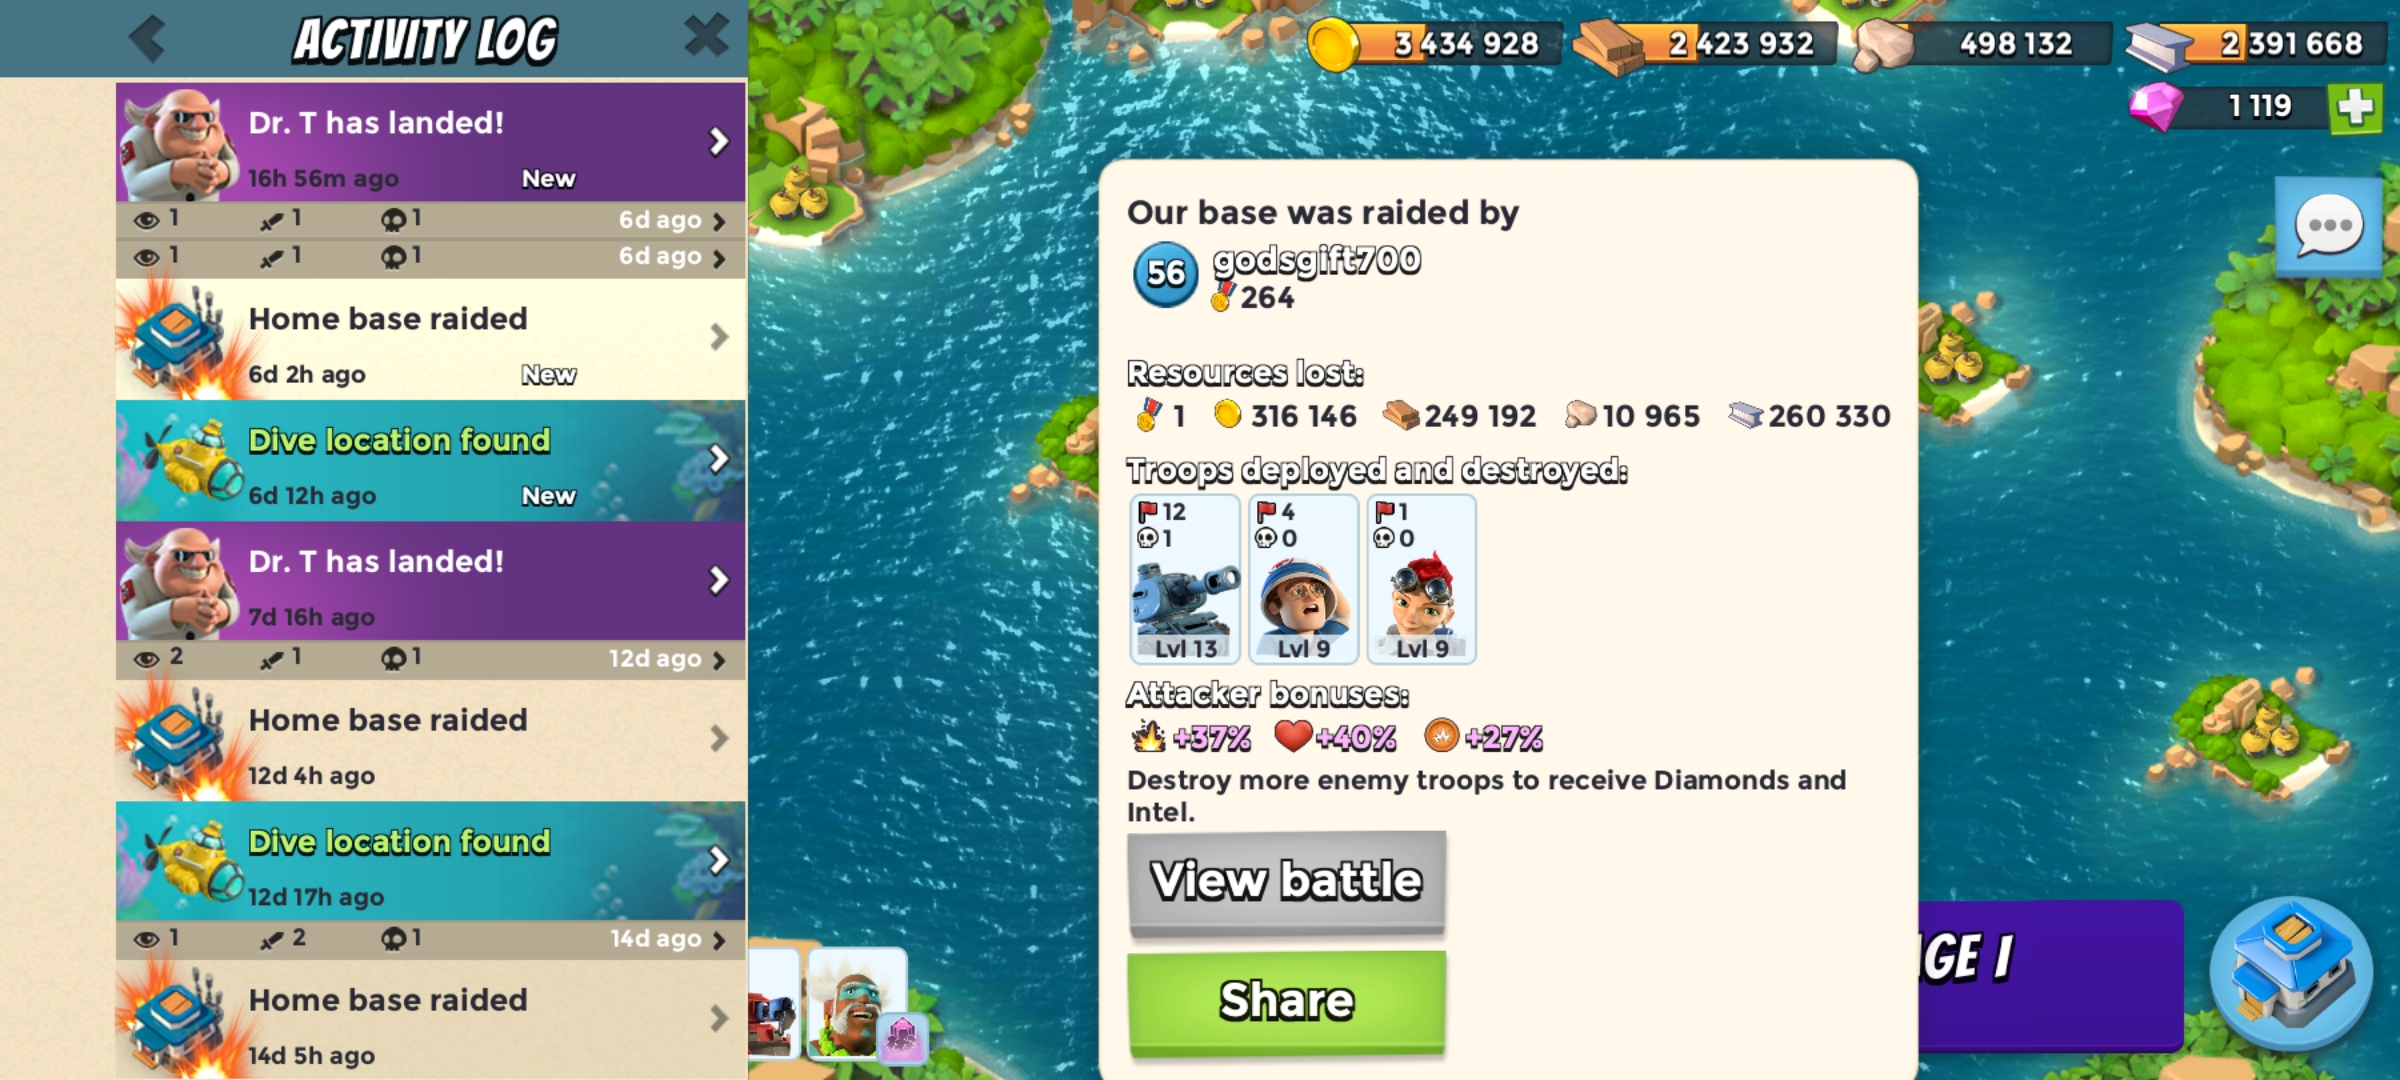 ACTIVITY LOG
Dr. T has landed!
16h 56m ago
New
1 1 1 6d ago
1 1 1 6d ago
Home base raided
6d 2h ago
New
Dive location found
6d 12h ago
New
Dr. T has landed!
7d 16h ago
2 1 1 12d ago
Home base raided
12d 4h ago
Dive location found
12d 17h ago
1 2 1 14d ago
Home base raided
14d 5h ago
3 434 928
2 423 932
498 132
2 391 668
1 119
Our base was raided by
56
godsgift700
264
Resources lost:
1 316 146 249 192 10 965 260 330
Troops deployed and destroyed:
12 4 1
1 0 0
Lvl 13 Lvl 9 Lvl 9
Attacker bonuses:
+37% +40% +27%
Destroy more enemy troops to receive Diamonds and
Intel.
View battle
Share
GE I